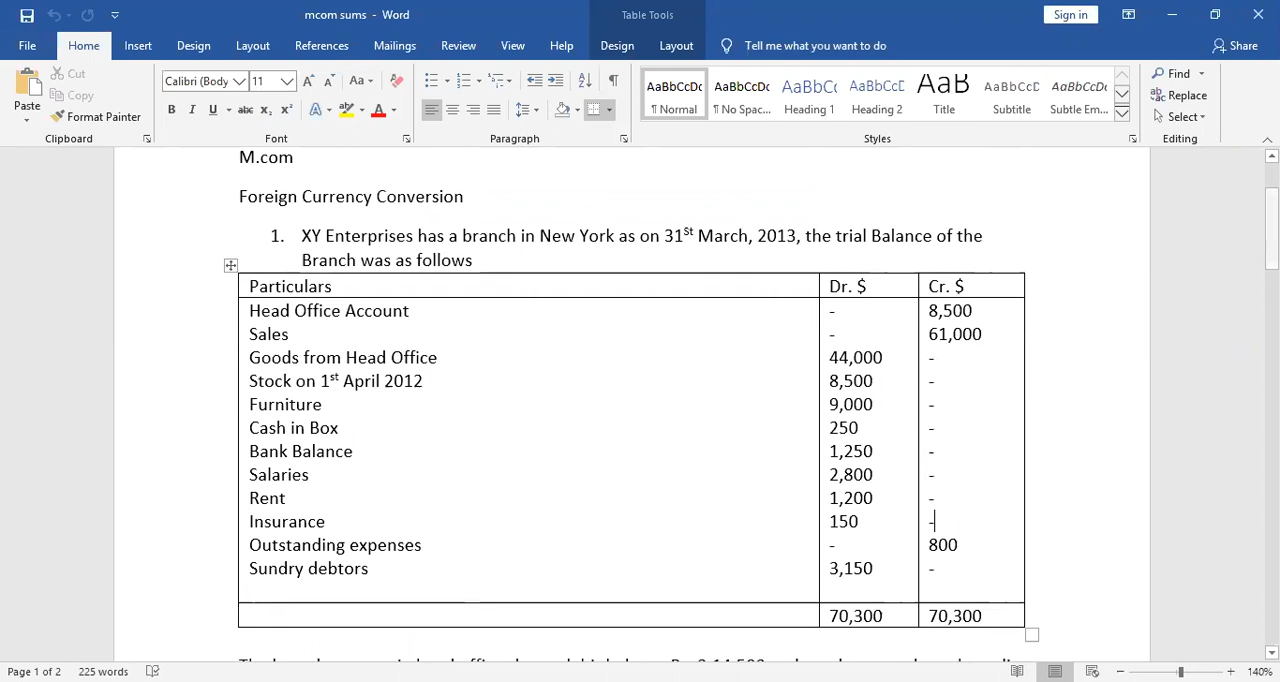 mcom sums - Word
Table Tools
Sign in
File
Home
Insert
Design
Layout
References
Mailings
Review
View
Help
Design
Layout
Tell me what you want to do
Share
Paste
Cut
Copy
Format Painter
Clipboard
Calibri (Body
11
Font
Paragraph
AaBbCcDc
¶ Normal
AaBbCcDc
¶ No Spac...
AaBbCc
Heading 1
AaBbCcD
Heading 2
AaB
Title
AaBbCcD
Subtitle
AaBbCcDc
Subtle Em...
Styles
Find
Replace
Select
Editing
M.com
Foreign Currency Conversion
1. XY Enterprises has a branch in New York as on 31St March, 2013, the trial Balance of the
Branch was as follows
Particulars Dr. $ Cr. $
Head Office Account - 8,500
Sales - 61,000
Goods from Head Office 44,000 -
Stock on 1st April 2012 8,500 -
Furniture 9,000 -
Cash in Box 250 -
Bank Balance 1,250 -
Salaries 2,800 -
Rent 1,200 -
Insurance 150 -
Outstanding expenses - 800
Sundry debtors 3,150 -
70,300 70,300
Page 1 of 2
225 words
140%